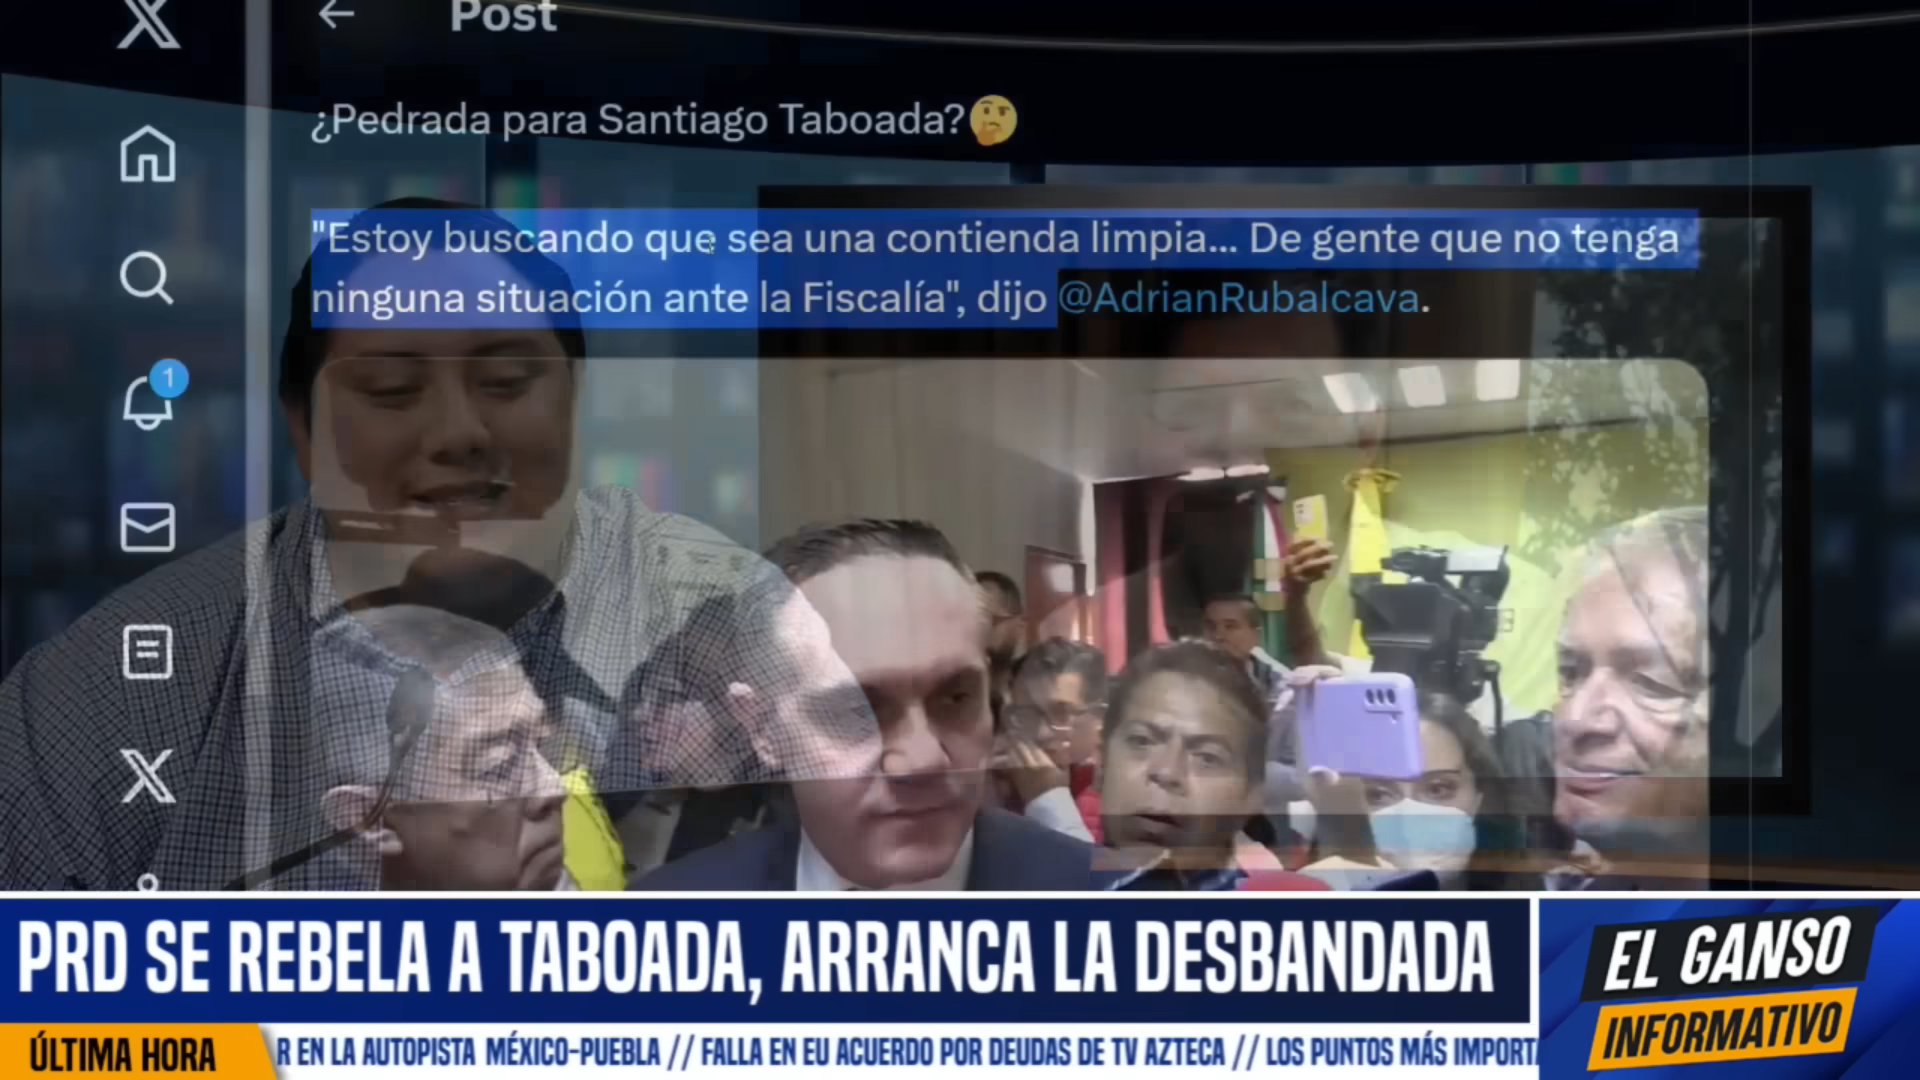 Post
¿Pedrada para Santiago Taboada?🤔
"Estoy buscando que sea una contienda limpia... De gente que no tenga
ninguna situación ante la Fiscalía", dijo @AdrianRubalcava.
1
PRD SE REBELA A TABOADA, ARRANCA LA DESBANDADA
EL GANSO
INFORMATIVO
ÚLTIMA HORA
R EN LA AUTOPISTA MÉXICO-PUEBLA // FALLA EN EU ACUERDO POR DEUDAS DE TV AZTECA // LOS PUNTOS MÁS IMPORTA